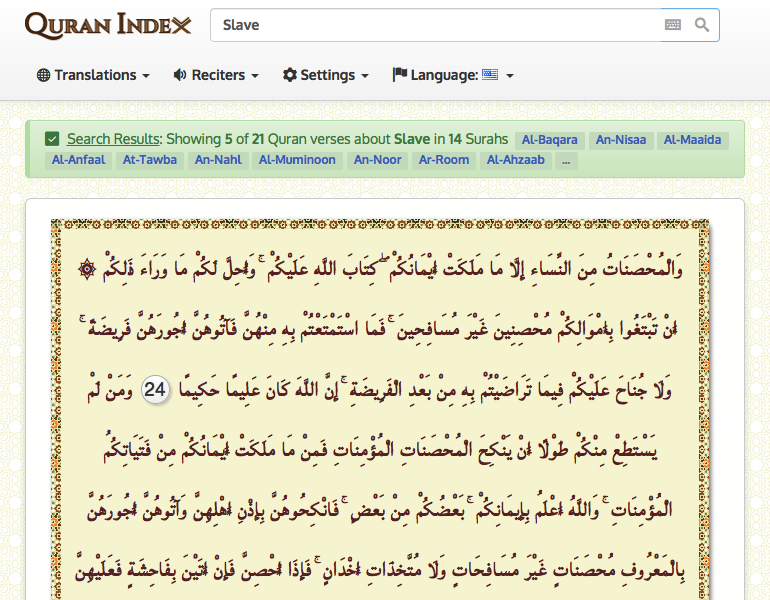 QURAN INDEX
Slave
Translations Reciters Settings Language:
Search Results: Showing 5 of 21 Quran verses about Slave in 14 Surahs Al-Baqara An-Nisaa Al-Maaida
Al-Anfaal At-Tawba An-Nahl Al-Muminoon An-Noor Ar-Room Al-Ahzaab ...
۞ وَالْمُحْصَنَاتُ مِنَ النِّسَاءِ إِلَّا مَا مَلَكَتْ أَيْمَانُكُمْ ۖ كِتَابَ اللَّهِ عَلَيْكُمْ ۚ وَأُحِلَّ لَكُمْ مَا وَرَاءَ ذَٰلِكُمْ
أَنْ تَبْتَغُوا بِأَمْوَالِكُمْ مُحْصِنِينَ غَيْرَ مُسَافِحِينَ ۚ فَمَا اسْتَمْتَعْتُمْ بِهِ مِنْهُنَّ فَآتُوهُنَّ أُجُورَهُنَّ فَرِيضَةً ۚ
وَلَا جُنَاحَ عَلَيْكُمْ فِيمَا تَرَاضَيْتُمْ بِهِ مِنْ بَعْدِ الْفَرِيضَةِ ۚ إِنَّ اللَّهَ كَانَ عَلِيمًا حَكِيمًا 24 وَمَنْ لَمْ
يَسْتَطِعْ مِنْكُمْ طَوْلًا أَنْ يَنْكِحَ الْمُحْصَنَاتِ الْمُؤْمِنَاتِ فَمِنْ مَا مَلَكَتْ أَيْمَانُكُمْ مِنْ فَتَيَاتِكُمُ
الْمُؤْمِنَاتِ ۚ وَاللَّهُ أَعْلَمُ بِإِيمَانِكُمْ ۚ بَعْضُكُمْ مِنْ بَعْضٍ ۚ فَانْكِحُوهُنَّ بِإِذْنِ أَهْلِهِنَّ وَآتُوهُنَّ أُجُورَهُنَّ
بِالْمَعْرُوفِ مُحْصَنَاتٍ غَيْرَ مُسَافِحَاتٍ وَلَا مُتَّخِذَاتِ أَخْدَانٍ ۚ فَإِذَا أُحْصِنَّ فَإِنْ أَتَيْنَ بِفَاحِشَةٍ فَعَلَيْهِنَّ